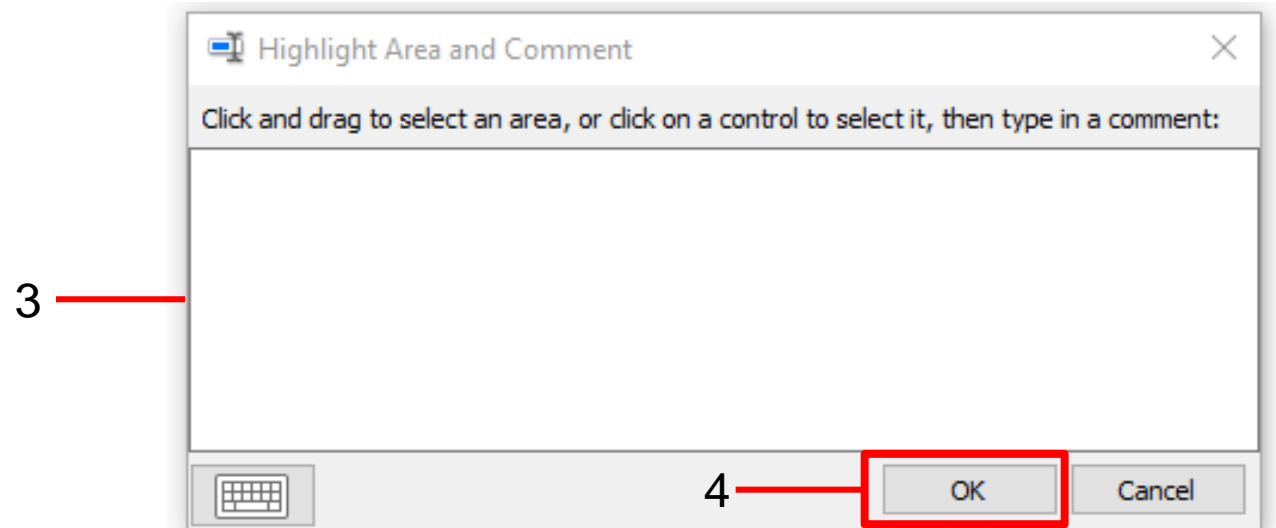 Highlight Area and Comment
Click and drag to select an area, or click on a control to select it, then type in a comment:
3
4
OK
Cancel